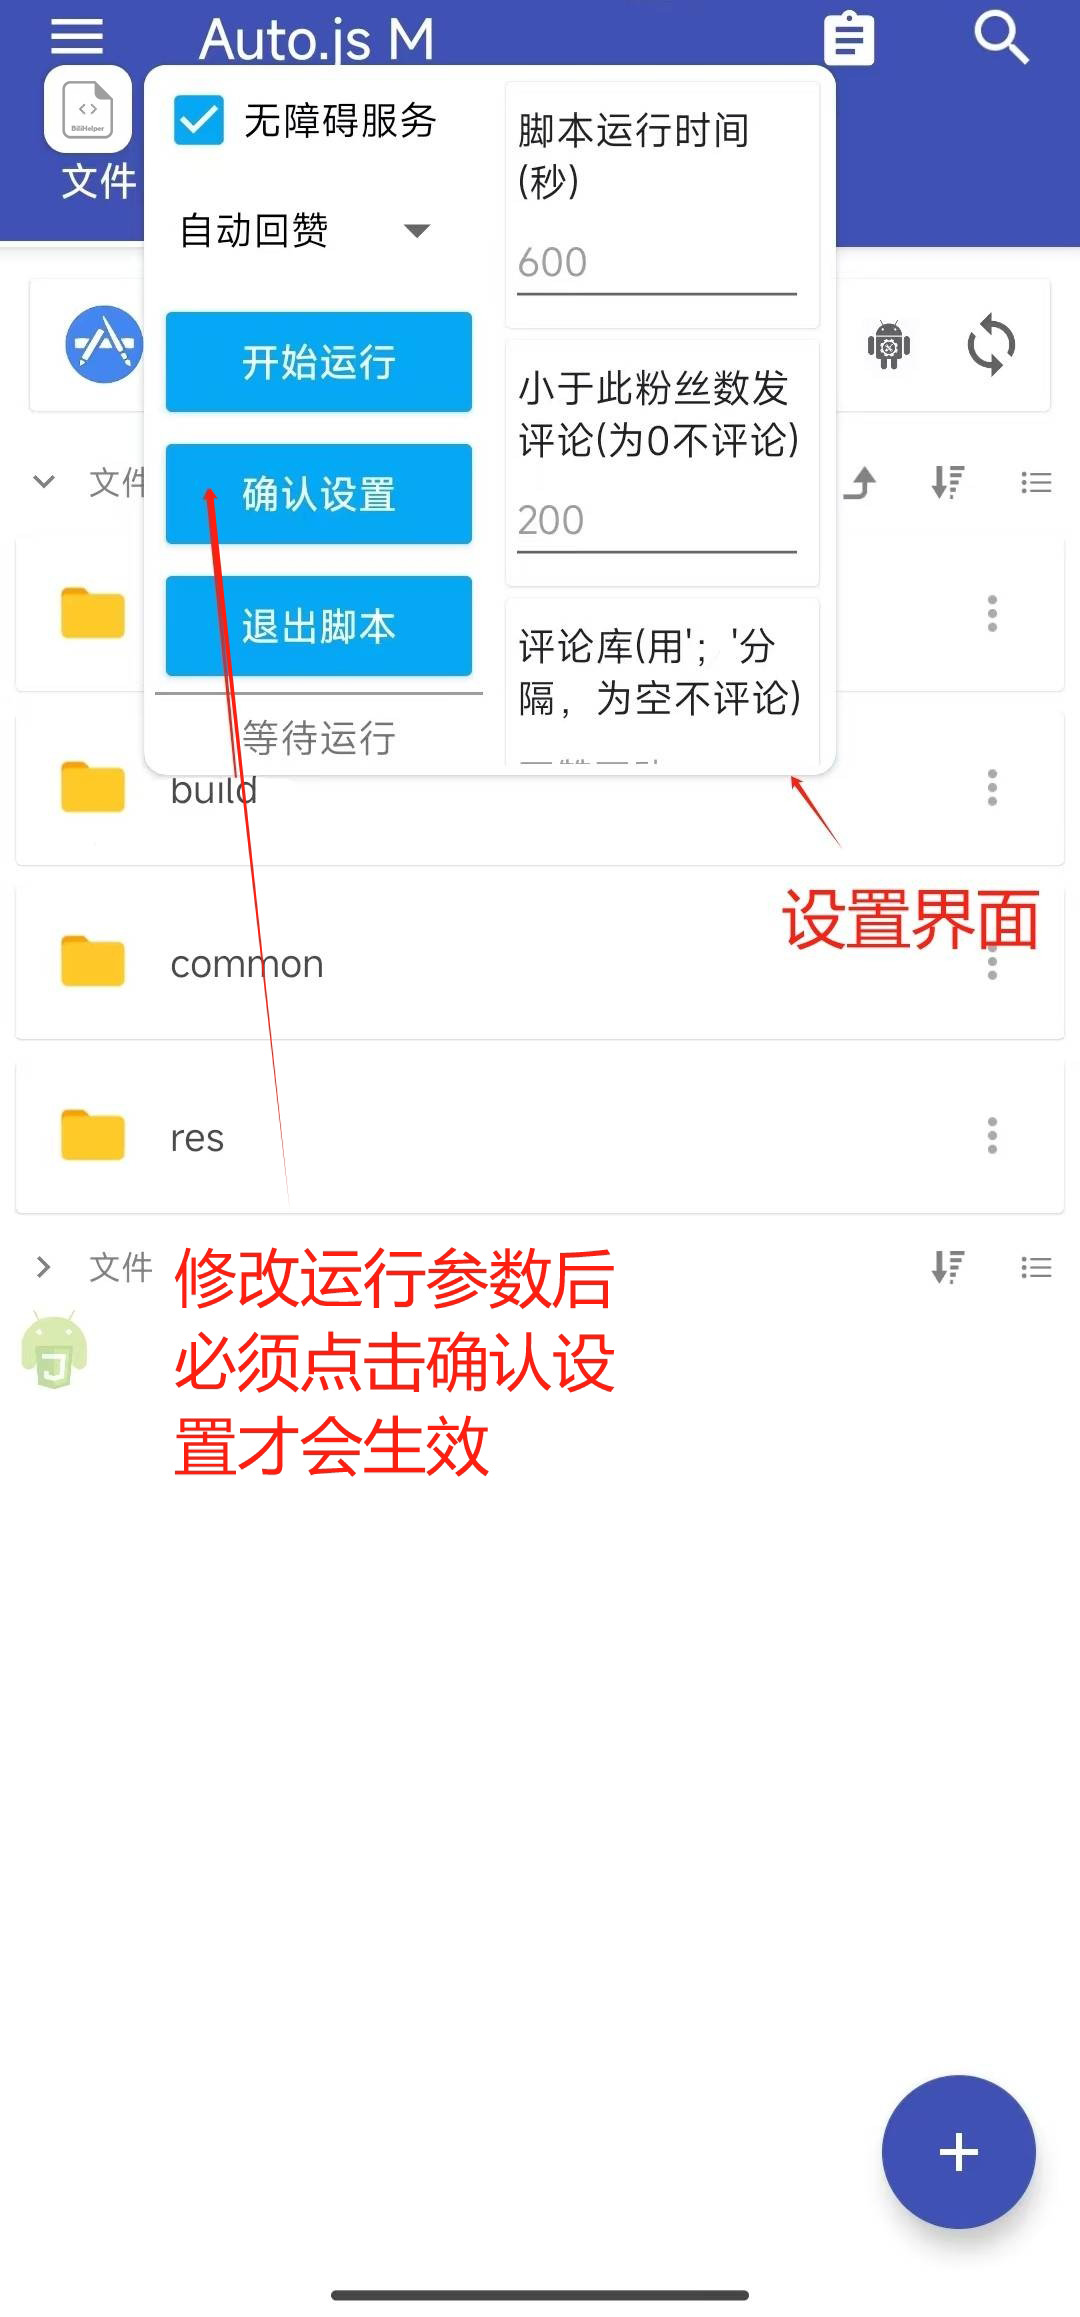 Auto.js M
BiliHelper
文件
无障碍服务
自动回赞
开始运行
确认设置
退出脚本
等待运行
脚本运行时间
(秒)
600
小于此粉丝数发
评论(为0不评论)
200
评论库(用'；'分
隔，为空不评论)
文件
build
设置界面
common
res
文件
修改运行参数后
必须点击确认设
置才会生效